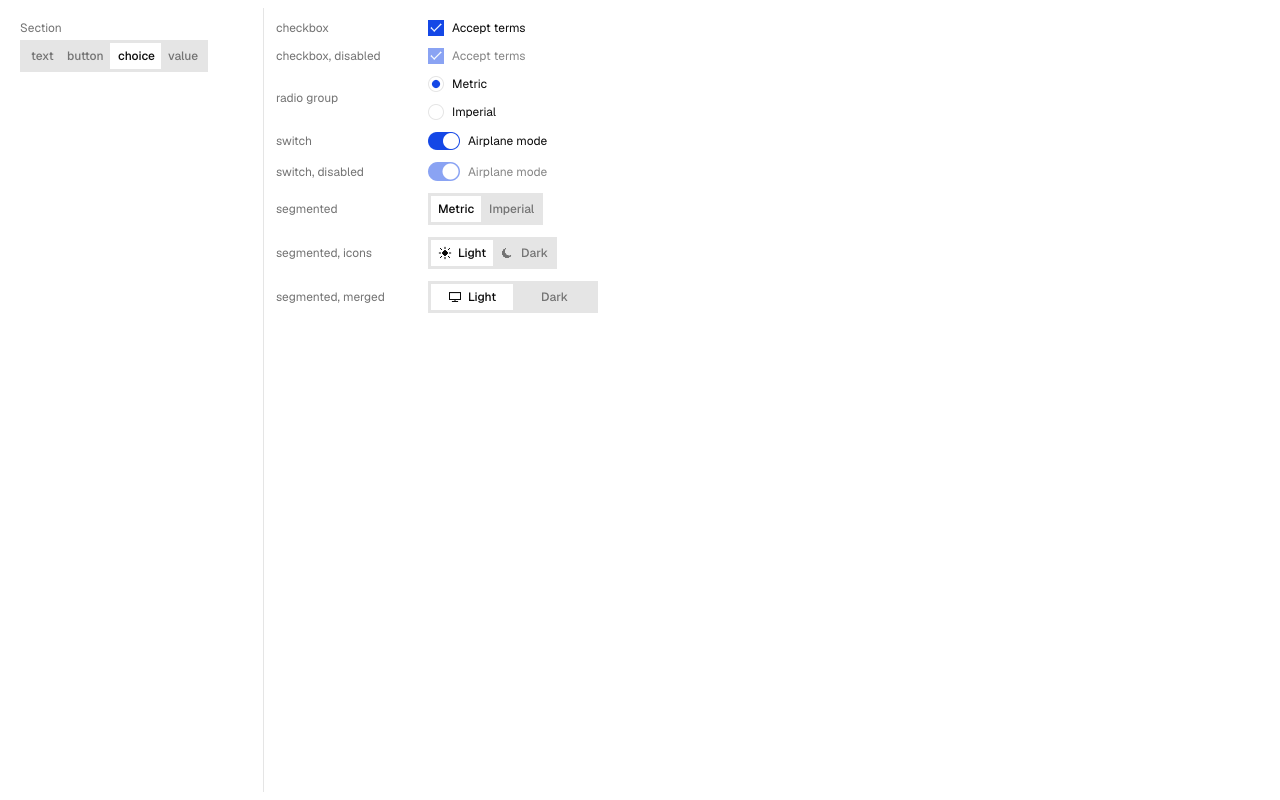 Section
text button choice value
checkbox Accept terms
checkbox, disabled Accept terms
radio group
Metric
Imperial
switch Airplane mode
switch, disabled Airplane mode
segmented Metric Imperial
segmented, icons Light Dark
segmented, merged Light Dark